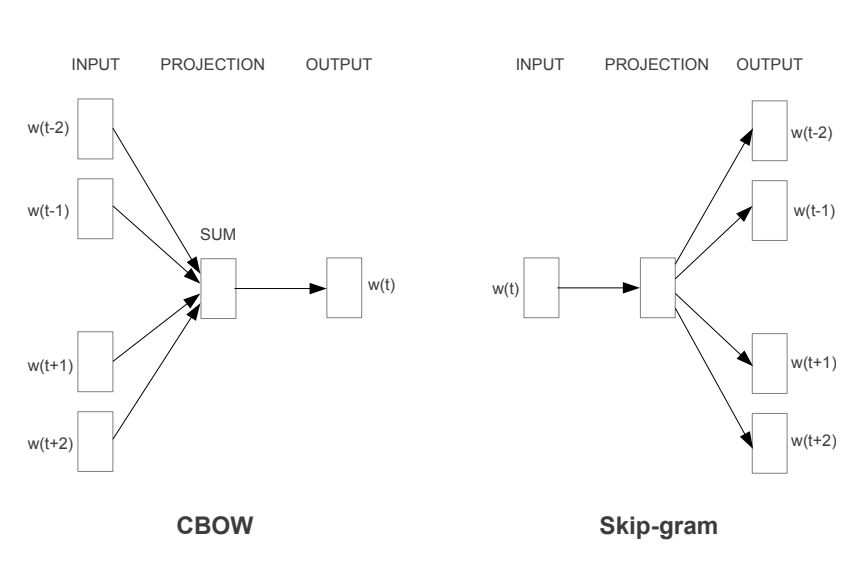 INPUT PROJECTION OUTPUT
w(t-2)
w(t-1)
SUM
w(t)
w(t+1)
w(t+2)
CBOW
INPUT PROJECTION OUTPUT
w(t-2)
w(t-1)
w(t)
w(t+1)
w(t+2)
Skip-gram